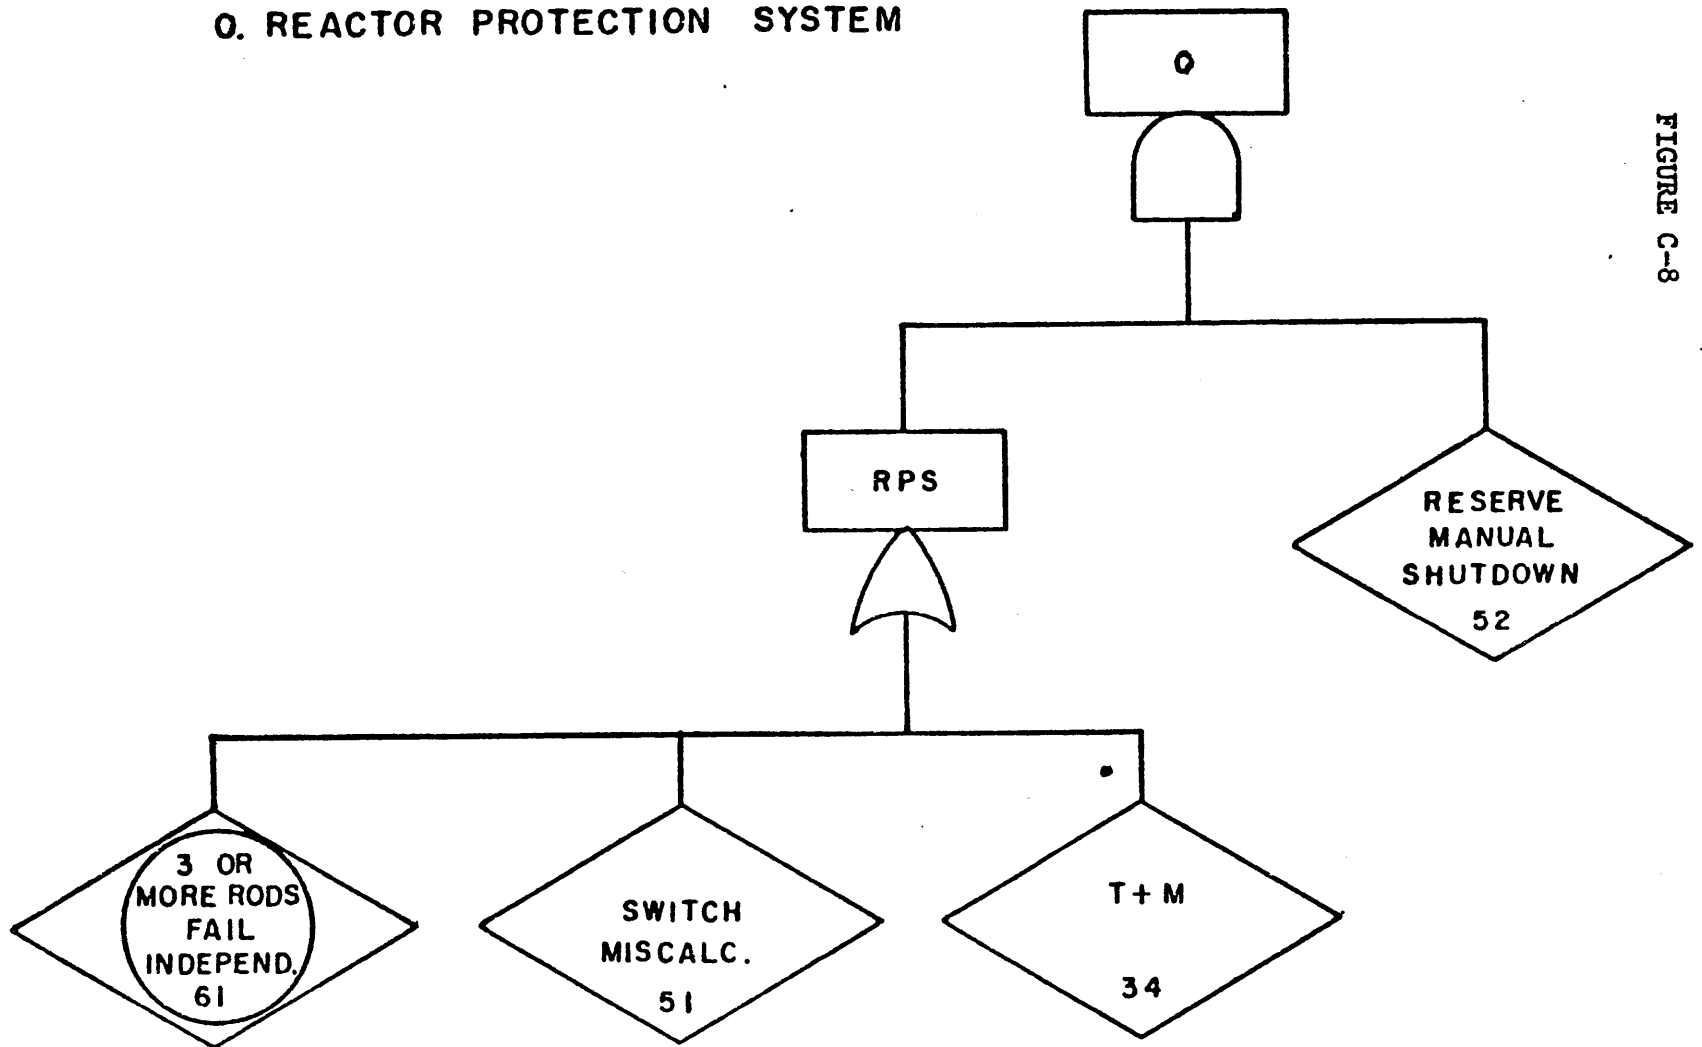 O. REACTOR PROTECTION SYSTEM
O
FIGURE C-8
RPS
RESERVE
MANUAL
SHUTDOWN
52
3 OR
MORE RODS
FAIL
INDEPEND.
61
SWITCH
MISCALC.
51
T+M
34